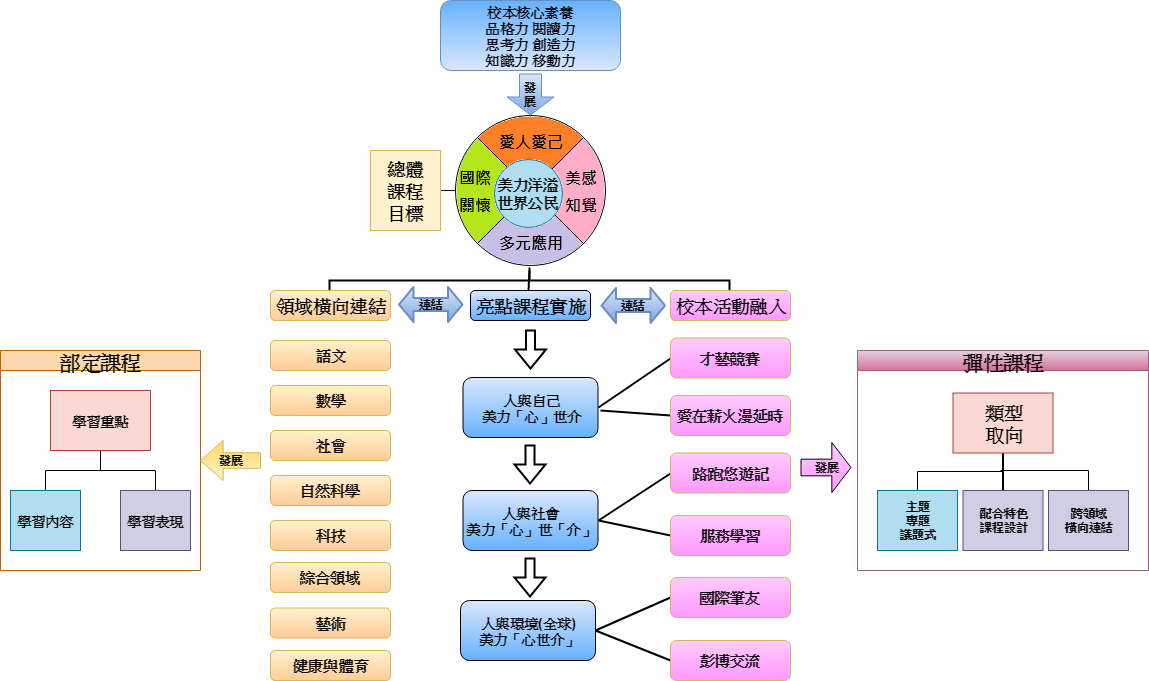 校本核心素養
品格力 閱讀力
思考力 創造力
知識力 移動力
發
展
愛人愛己
國際
關懷
美力洋溢
世界公民
美感
知覺
多元應用
總體
課程
目標
領域橫向連結
連結
亮點課程實施
連結
校本活動融入
語文
數學
社會
自然科學
科技
綜合領域
藝術
健康與體育
人與自己
美力「心」世介
人與社會
美力「心」世「介」
人與環境(全球)
美力「心世介」
才藝競賽
愛在薪火漫延時
路跑悠遊記
服務學習
國際筆友
彭博交流
發展
部定課程
學習重點
學習內容
學習表現
發展
彈性課程
類型
取向
主題
專題
議題式
配合特色
課程設計
跨領域
橫向連結